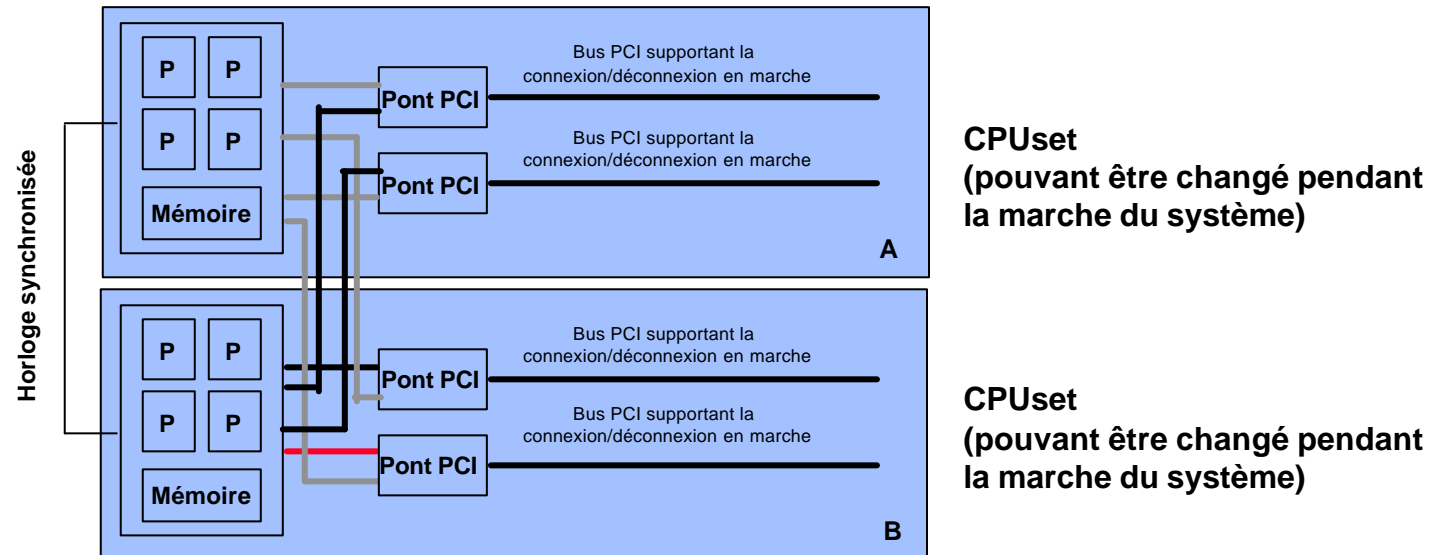 Horloge synchronisée
P P
Bus PCI supportant la
connexion/déconnexion en marche
Pont PCI
P P
Bus PCI supportant la
connexion/déconnexion en marche
Pont PCI
Mémoire
A
CPUset
(pouvant être changé pendant
la marche du système)
P P
Bus PCI supportant la
connexion/déconnexion en marche
Pont PCI
P P
Bus PCI supportant la
connexion/déconnexion en marche
Pont PCI
Mémoire
B
CPUset
(pouvant être changé pendant
la marche du système)